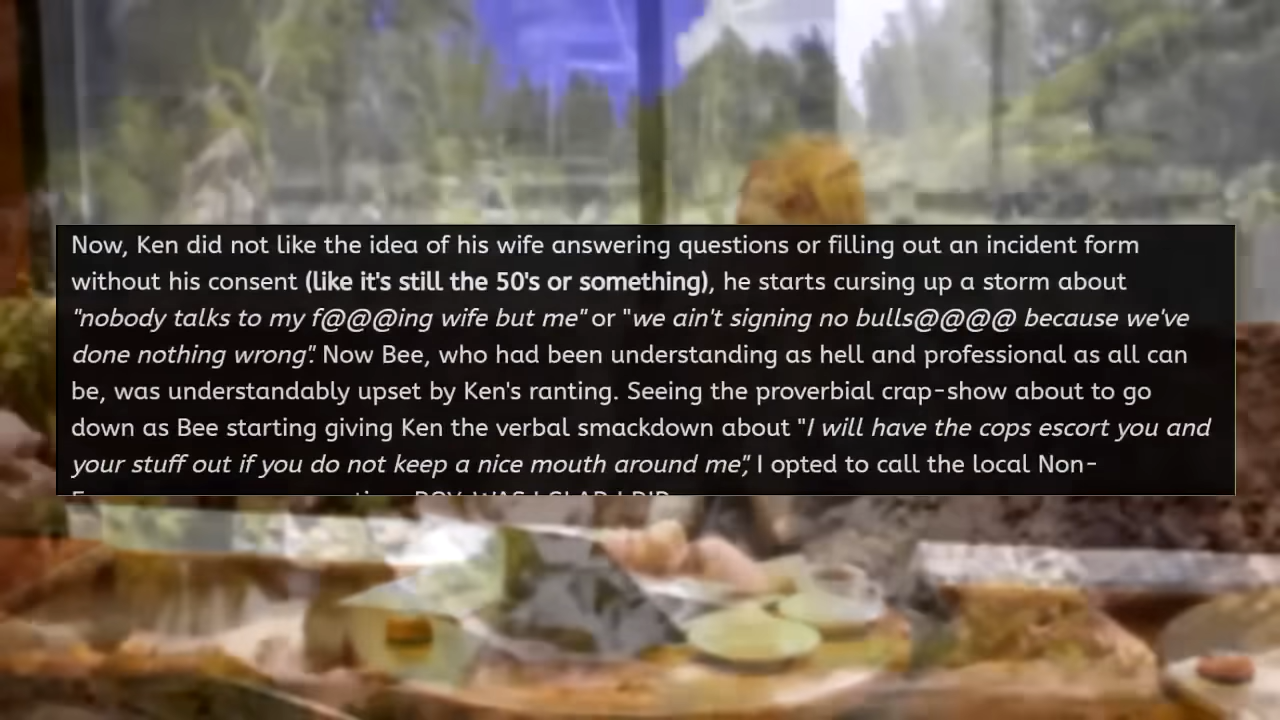 Now, Ken did not like the idea of his wife answering questions or filling out an incident form
without his consent (like it's still the 50's or something), he starts cursing up a storm about
"nobody talks to my f@@@ing wife but me" or "we ain't signing no bulls@@@@ because we've
done nothing wrong". Now Bee, who had been understanding as hell and professional as all can
be, was understandably upset by Ken's ranting. Seeing the proverbial crap-show about to go
down as Bee starting giving Ken the verbal smackdown about "I will have the cops escort you and
your stuff out if you do not keep a nice mouth around me", I opted to call the local Non-
BOY WAS I GLAD I DID